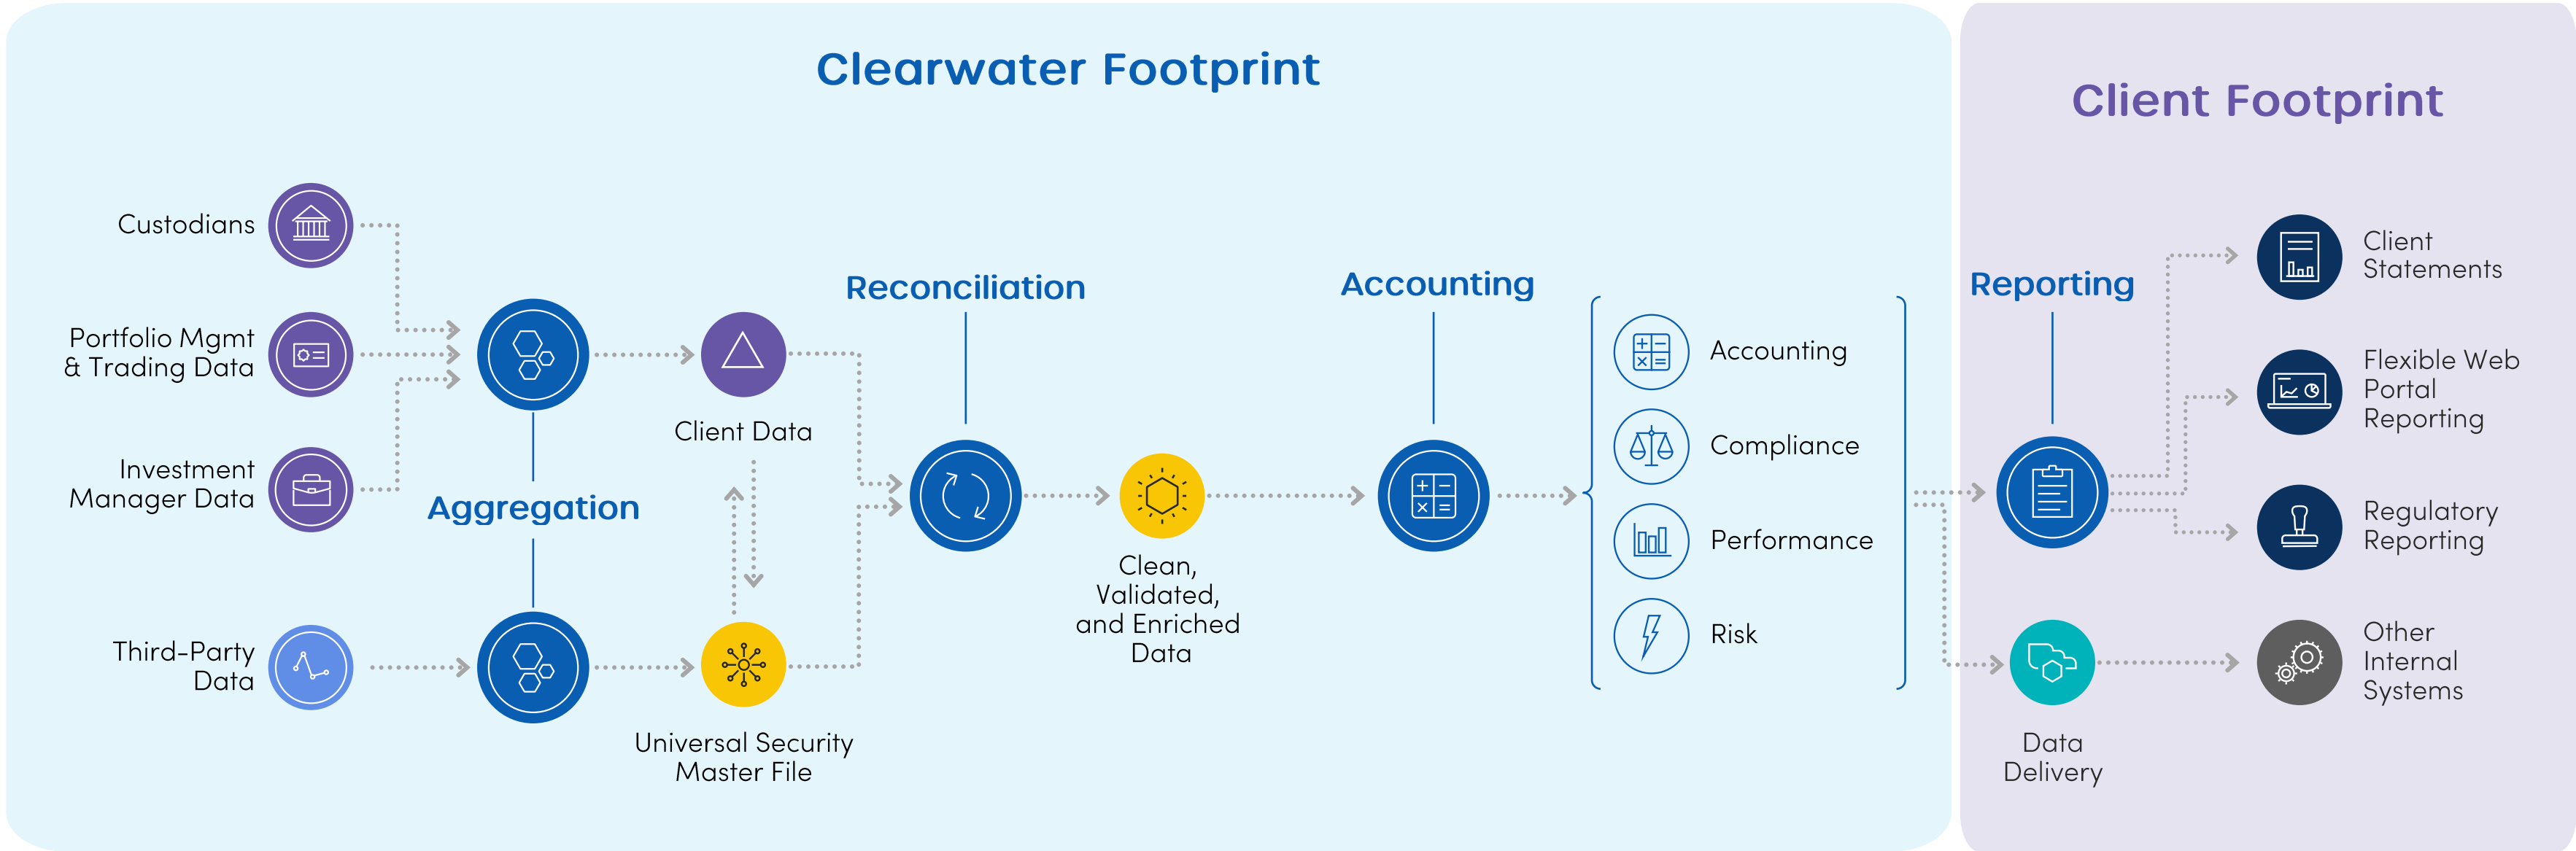 Clearwater Footprint
Client Footprint
Custodians
Portfolio Mgmt
& Trading Data
Investment
Manager Data
Third-Party
Data
Aggregation
Client Data
Universal Security
Master File
Reconciliation
Clean,
Validated,
and Enriched
Data
Accounting
Accounting
Compliance
Performance
Risk
Reporting
Data
Delivery
Client
Statements
Flexible Web
Portal
Reporting
Regulatory
Reporting
Other
Internal
Systems